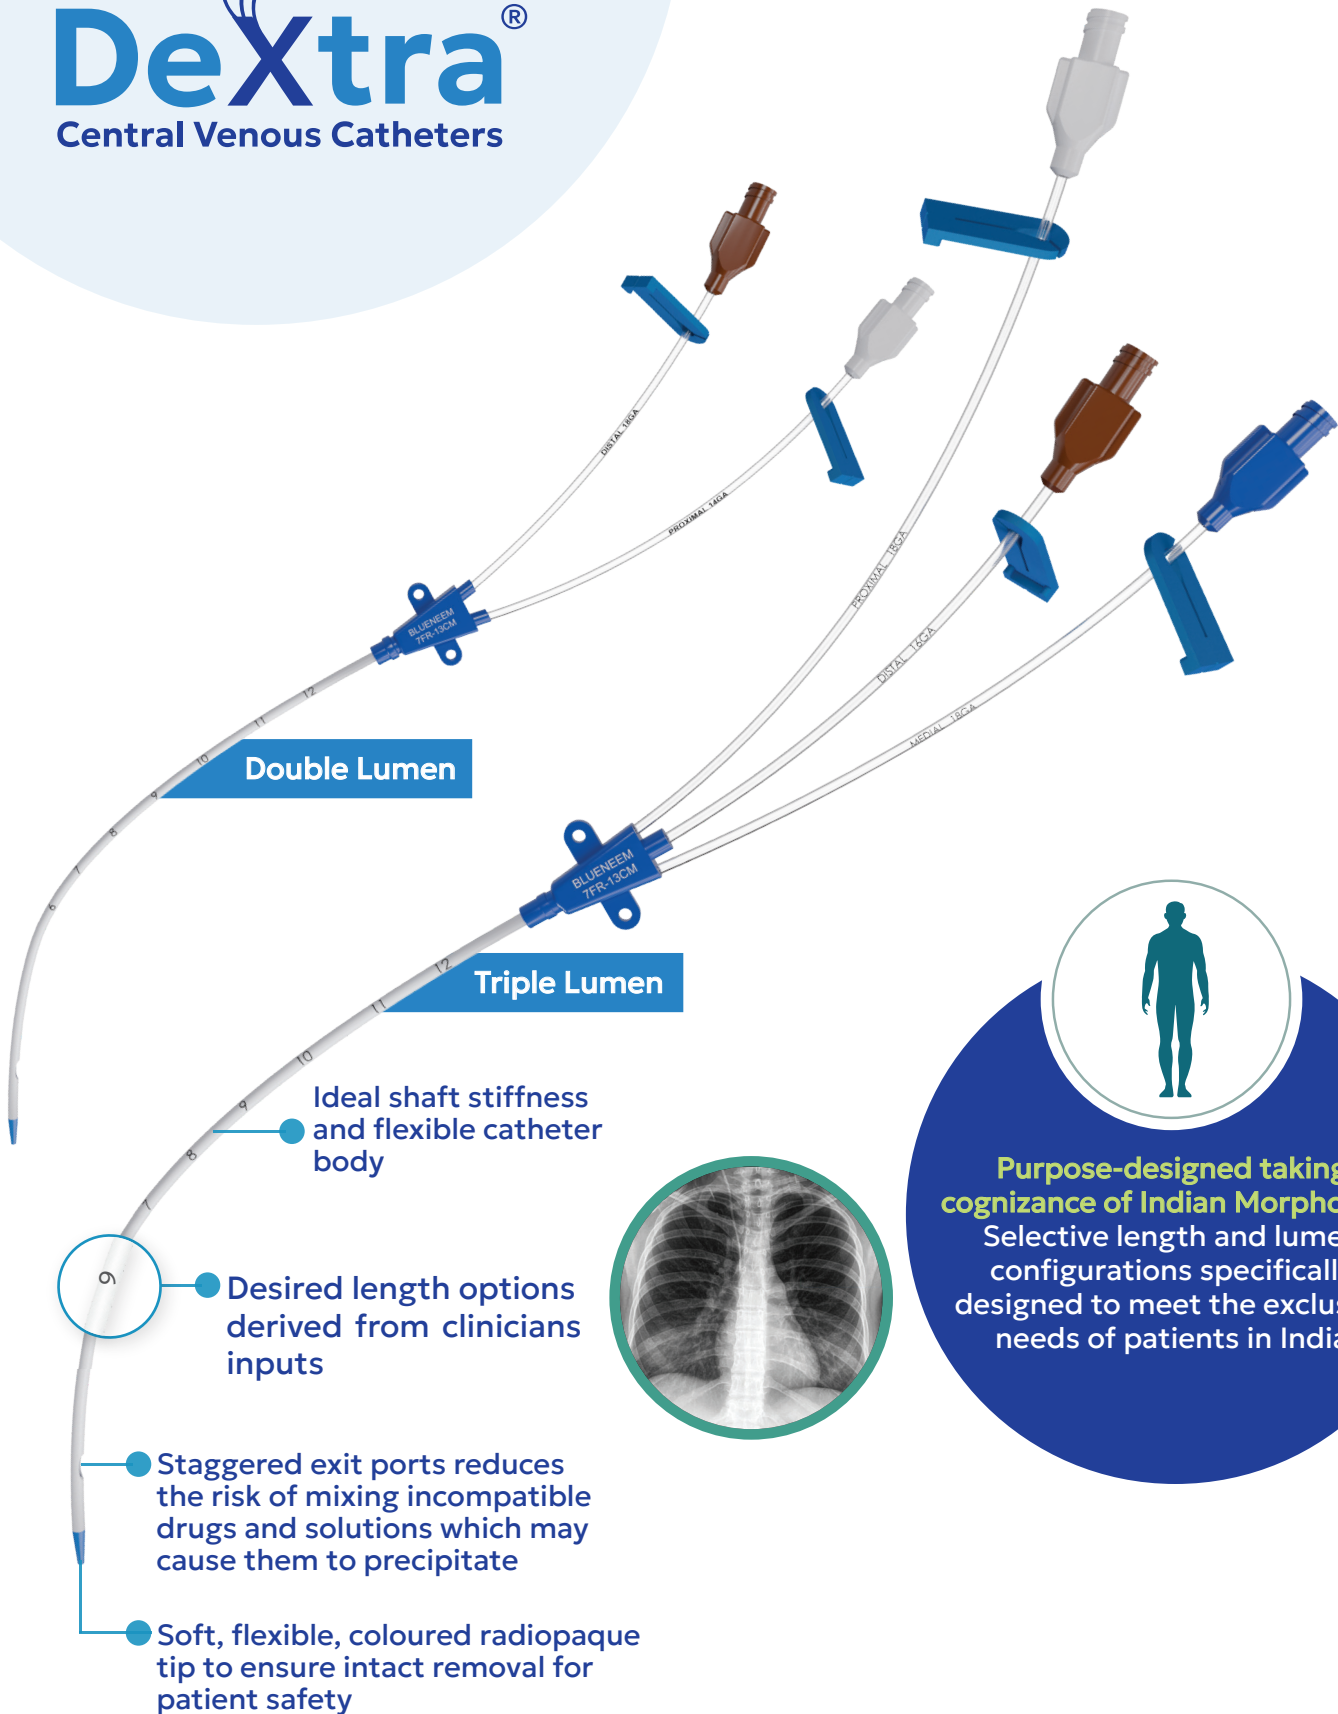 DeXtra®
Central Venous Catheters
DISTAL 18GA
PROXIMAL 14GA
BLUENEEM
7FR-13CM
12
11
10
9
8
7
6
Double Lumen
PROXIMAL 18GA
DISTAL 16GA
MEDIAL 18GA
BLUENEEM
7FR-13CM
12
11
10
9
8
7
6
Triple Lumen
Ideal shaft stiffness
and flexible catheter
body
Desired length options
derived from clinicians
inputs
Staggered exit ports reduces
the risk of mixing incompatible
drugs and solutions which may
cause them to precipitate
Soft, flexible, coloured radiopaque
tip to ensure intact removal for
patient safety
Purpose-designed taking
cognizance of Indian Morpho
Selective length and lume
configurations specificall
designed to meet the exclus
needs of patients in India